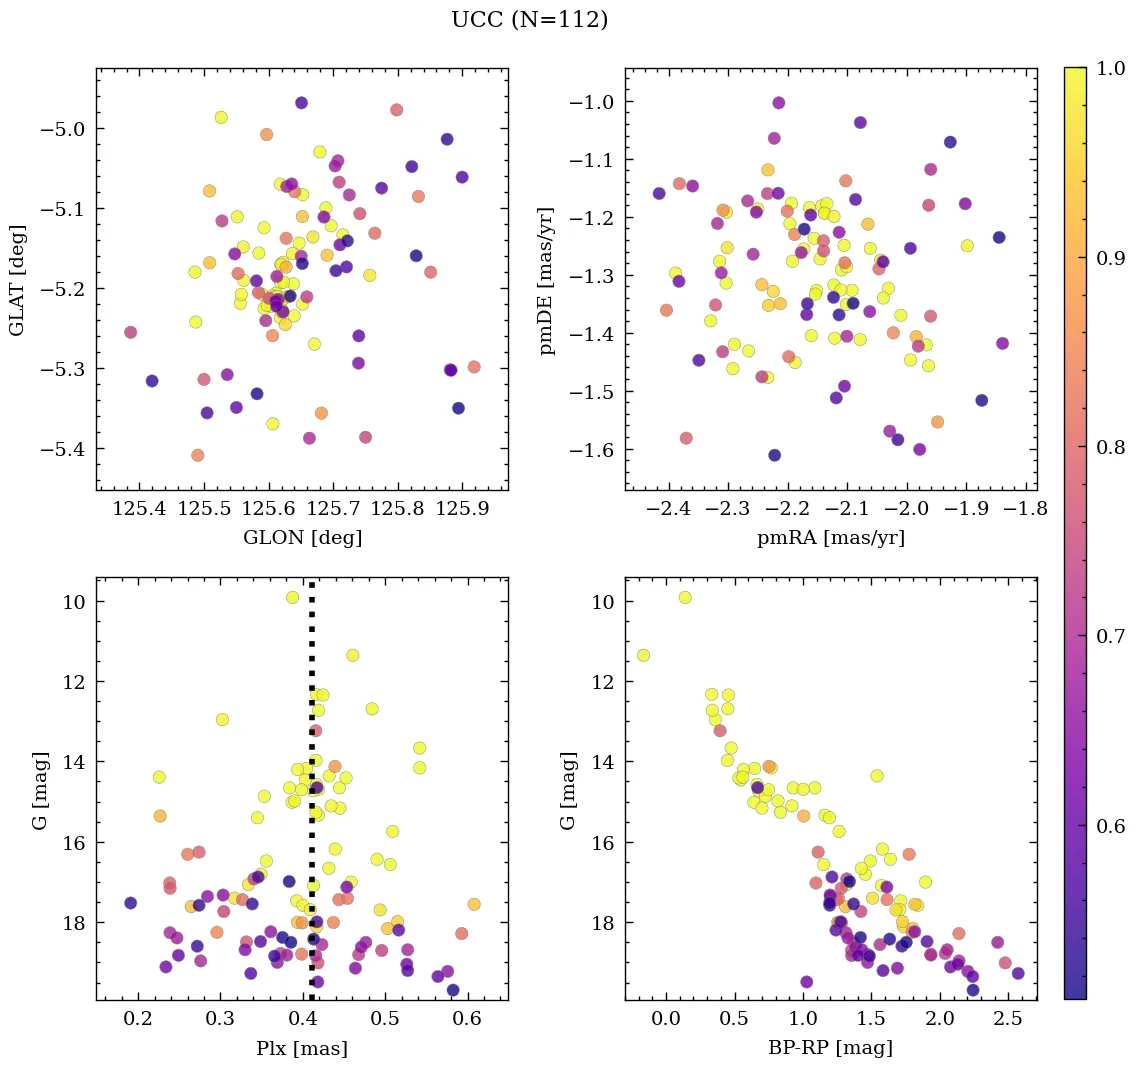 UCC (N=112)
−5.0
−5.1
−5.2
−5.3
−5.4
GLAT [deg]
125.4 125.5 125.6 125.7 125.8 125.9
GLON [deg]
−1.0
−1.1
−1.2
−1.3
−1.4
−1.5
−1.6
pmDE [mas/yr]
−2.4 −2.3 −2.2 −2.1 −2.0 −1.9 −1.8
pmRA [mas/yr]
1.0
0.9
0.8
0.7
0.6
10
12
14
16
18
G [mag]
0.2 0.3 0.4 0.5 0.6
Plx [mas]
10
12
14
16
18
G [mag]
0.0 0.5 1.0 1.5 2.0 2.5
BP-RP [mag]